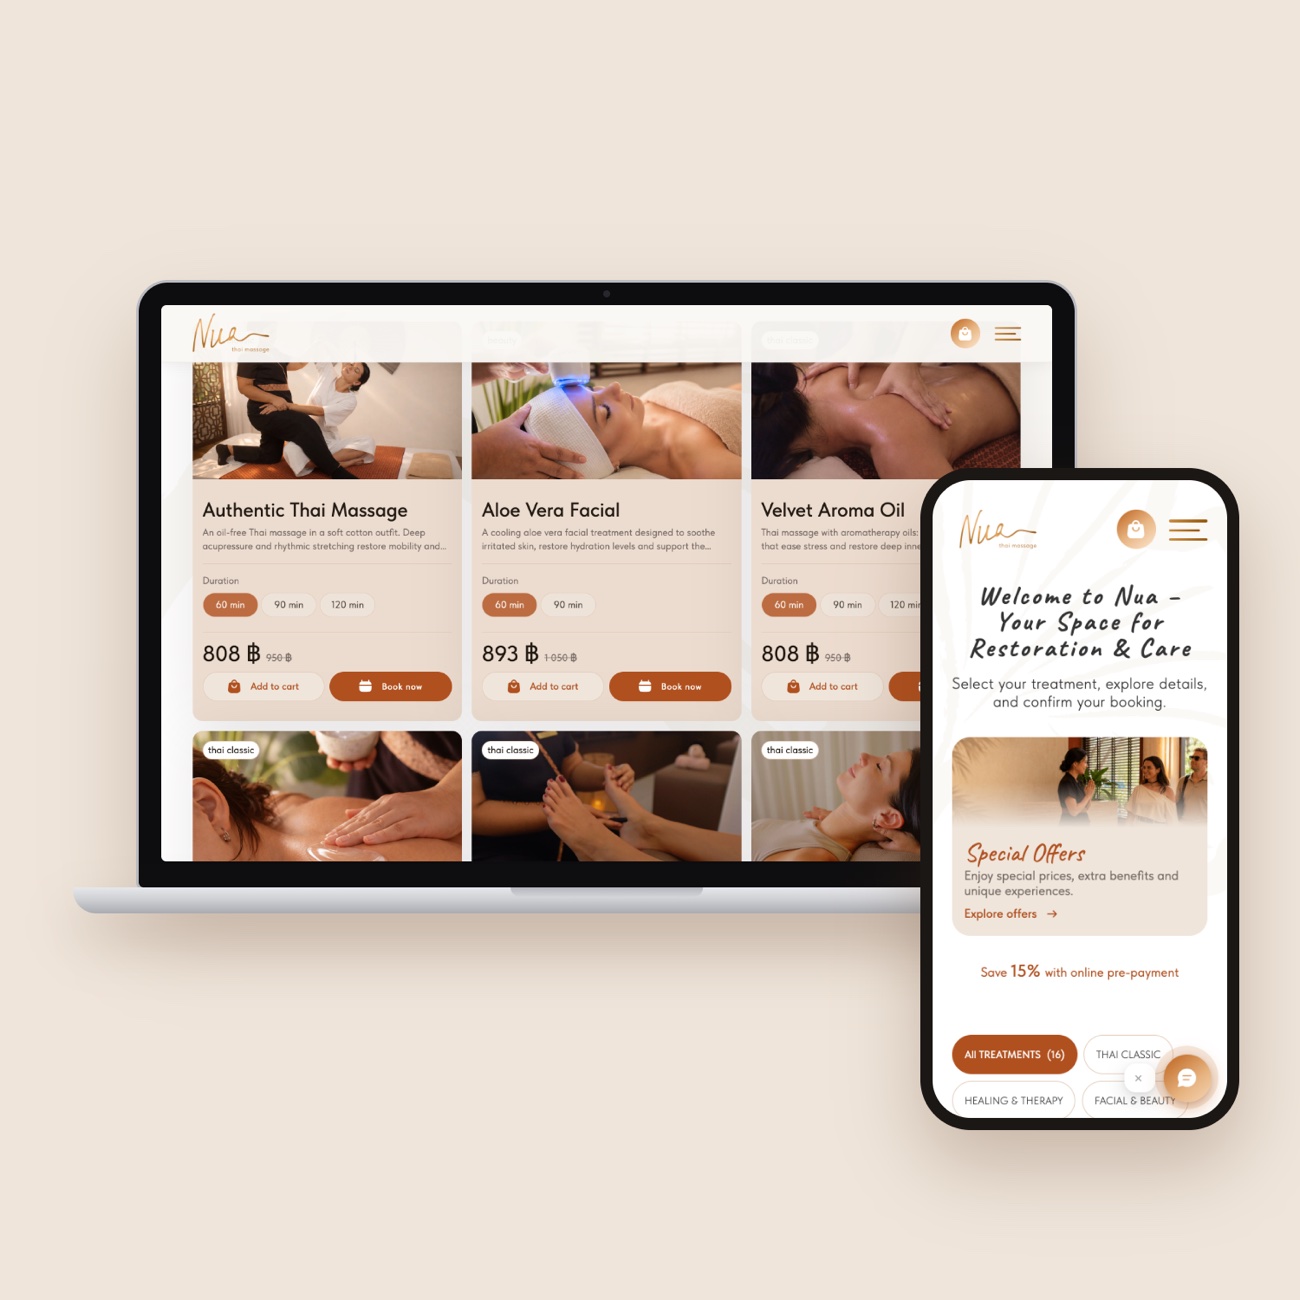 Nua
thai massage
Authentic Thai Massage
An oil-free Thai massage in a soft cotton outfit. Deep
acupressure and rhythmic stretching restore mobility and...
Duration
60 min 90 min 120 min
808 ฿ 950 ฿
Add to cart Book now
Aloe Vera Facial
A cooling aloe vera facial treatment designed to soothe
irritated skin, restore hydration levels and support the...
Duration
60 min 90 min
893 ฿ 1 050 ฿
Add to cart Book now
Velvet Aroma Oil
Thai massage with aromatherapy oils:
that ease stress and restore deep inne
Duration
60 min 90 min 120 min
808 ฿ 950 ฿
Add to cart
thai classic
thai classic
thai classic
Nua
thai massage
Welcome to Nua –
Your Space for
Restoration & Care
Select your treatment, explore details,
and confirm your booking.
Special Offers
Enjoy special prices, extra benefits and
unique experiences.
Explore offers →
Save 15% with online pre-payment
All TREATMENTS (16) THAI CLASSIC
HEALING & THERAPY FACIAL & BEAUTY